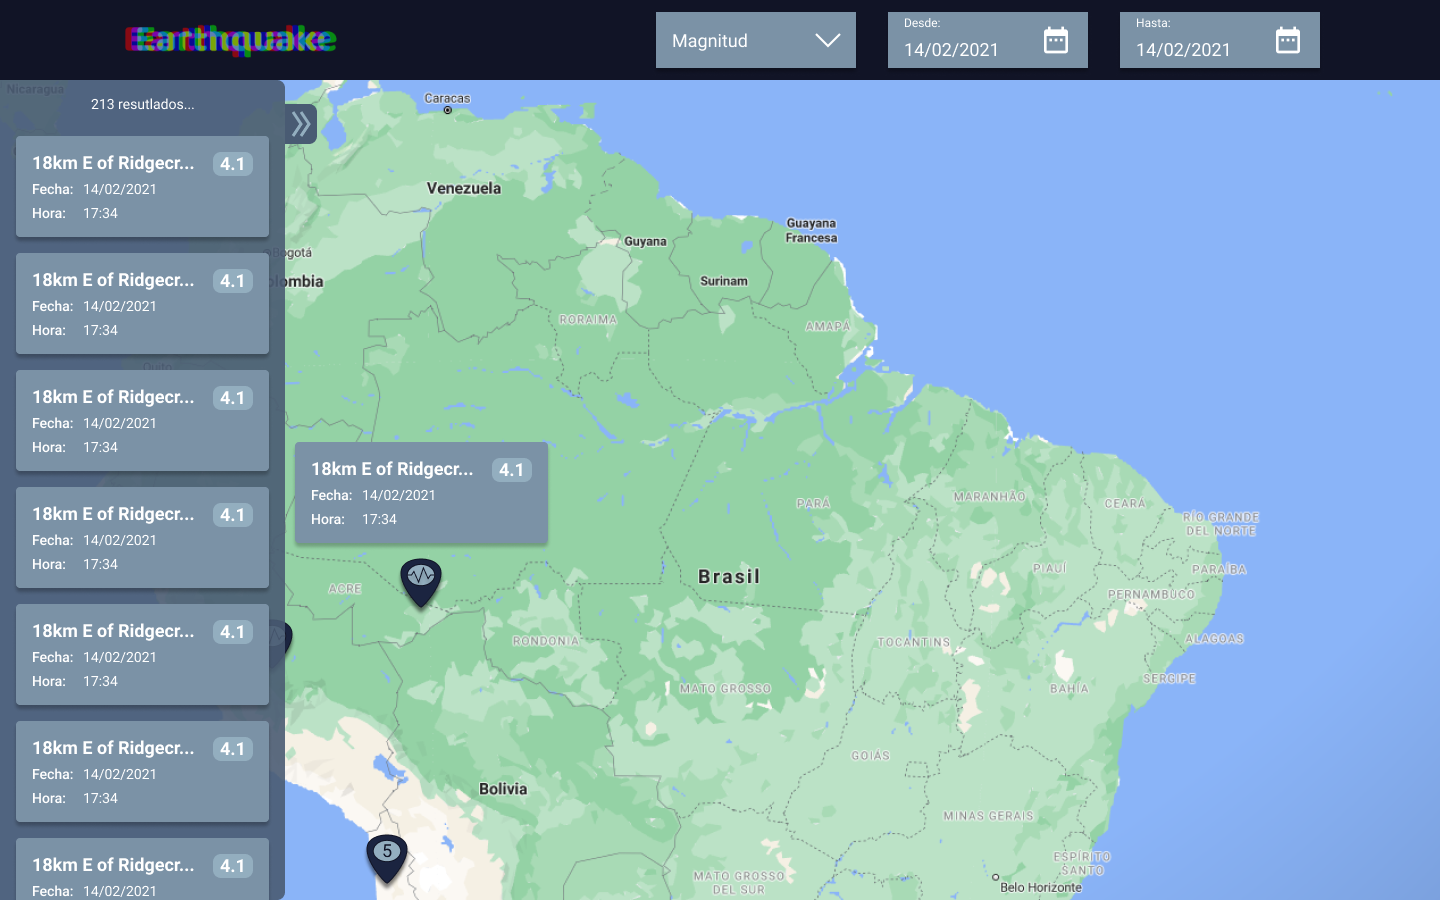 Earthquake
Magnitud
Desde:
14/02/2021
Hasta:
14/02/2021
213 resutlados...
18km E of Ridgecr... 4.1
Fecha: 14/02/2021
Hora: 17:34
18km E of Ridgecr... 4.1
Fecha: 14/02/2021
Hora: 17:34
18km E of Ridgecr... 4.1
Fecha: 14/02/2021
Hora: 17:34
18km E of Ridgecr... 4.1
Fecha: 14/02/2021
Hora: 17:34
18km E of Ridgecr... 4.1
Fecha: 14/02/2021
Hora: 17:34
18km E of Ridgecr... 4.1
Fecha: 14/02/2021
Hora: 17:34
18km E of Ridgecr... 4.1
Fecha: 14/02/2021
Nicaragua
Caracas
Venezuela
Guayana
Francesa
Guyana
Bogotá
lombia
Surinam
RORAIMA
AMAPÁ
Quito
18km E of Ridgecr... 4.1
Fecha: 14/02/2021
Hora: 17:34
PARÁ
MARANHÃO
CEARÁ
RÍO GRANDE
DEL NORTE
Brasil
ACRE
PIAUÍ
PARAÍBA
PERNAMBUCO
RONDONIA
TOCANTINS
ALAGOAS
MATO GROSSO
BAHÍA
SERGIPE
GOIÁS
Bolivia
MINAS GERAIS
5
ESPÍRITO
SANTO
MATO GROSSO
DEL SUR
Belo Horizonte